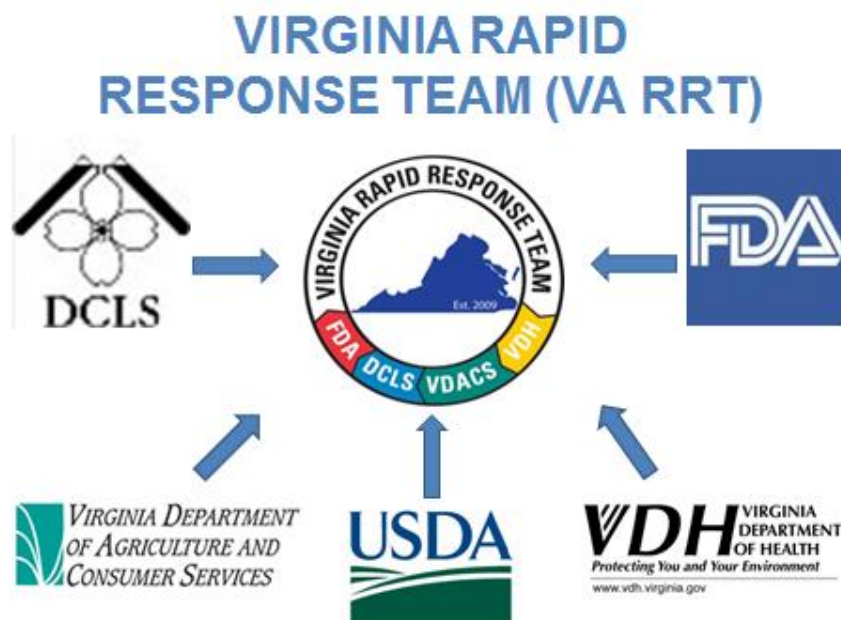 VIRGINIA RAPID
RESPONSE TEAM (VA RRT)
DCLS
VIRGINIA RAPID RESPONSE TEAM
Est. 2009
FDA
DCLS
VDACS
VDH
FDA
VIRGINIA DEPARTMENT
OF AGRICULTURE AND
CONSUMER SERVICES
USDA
VDH
VIRGINIA
DEPARTMENT
OF HEALTH
Protecting You and Your Environment
www.vdh.virginia.gov